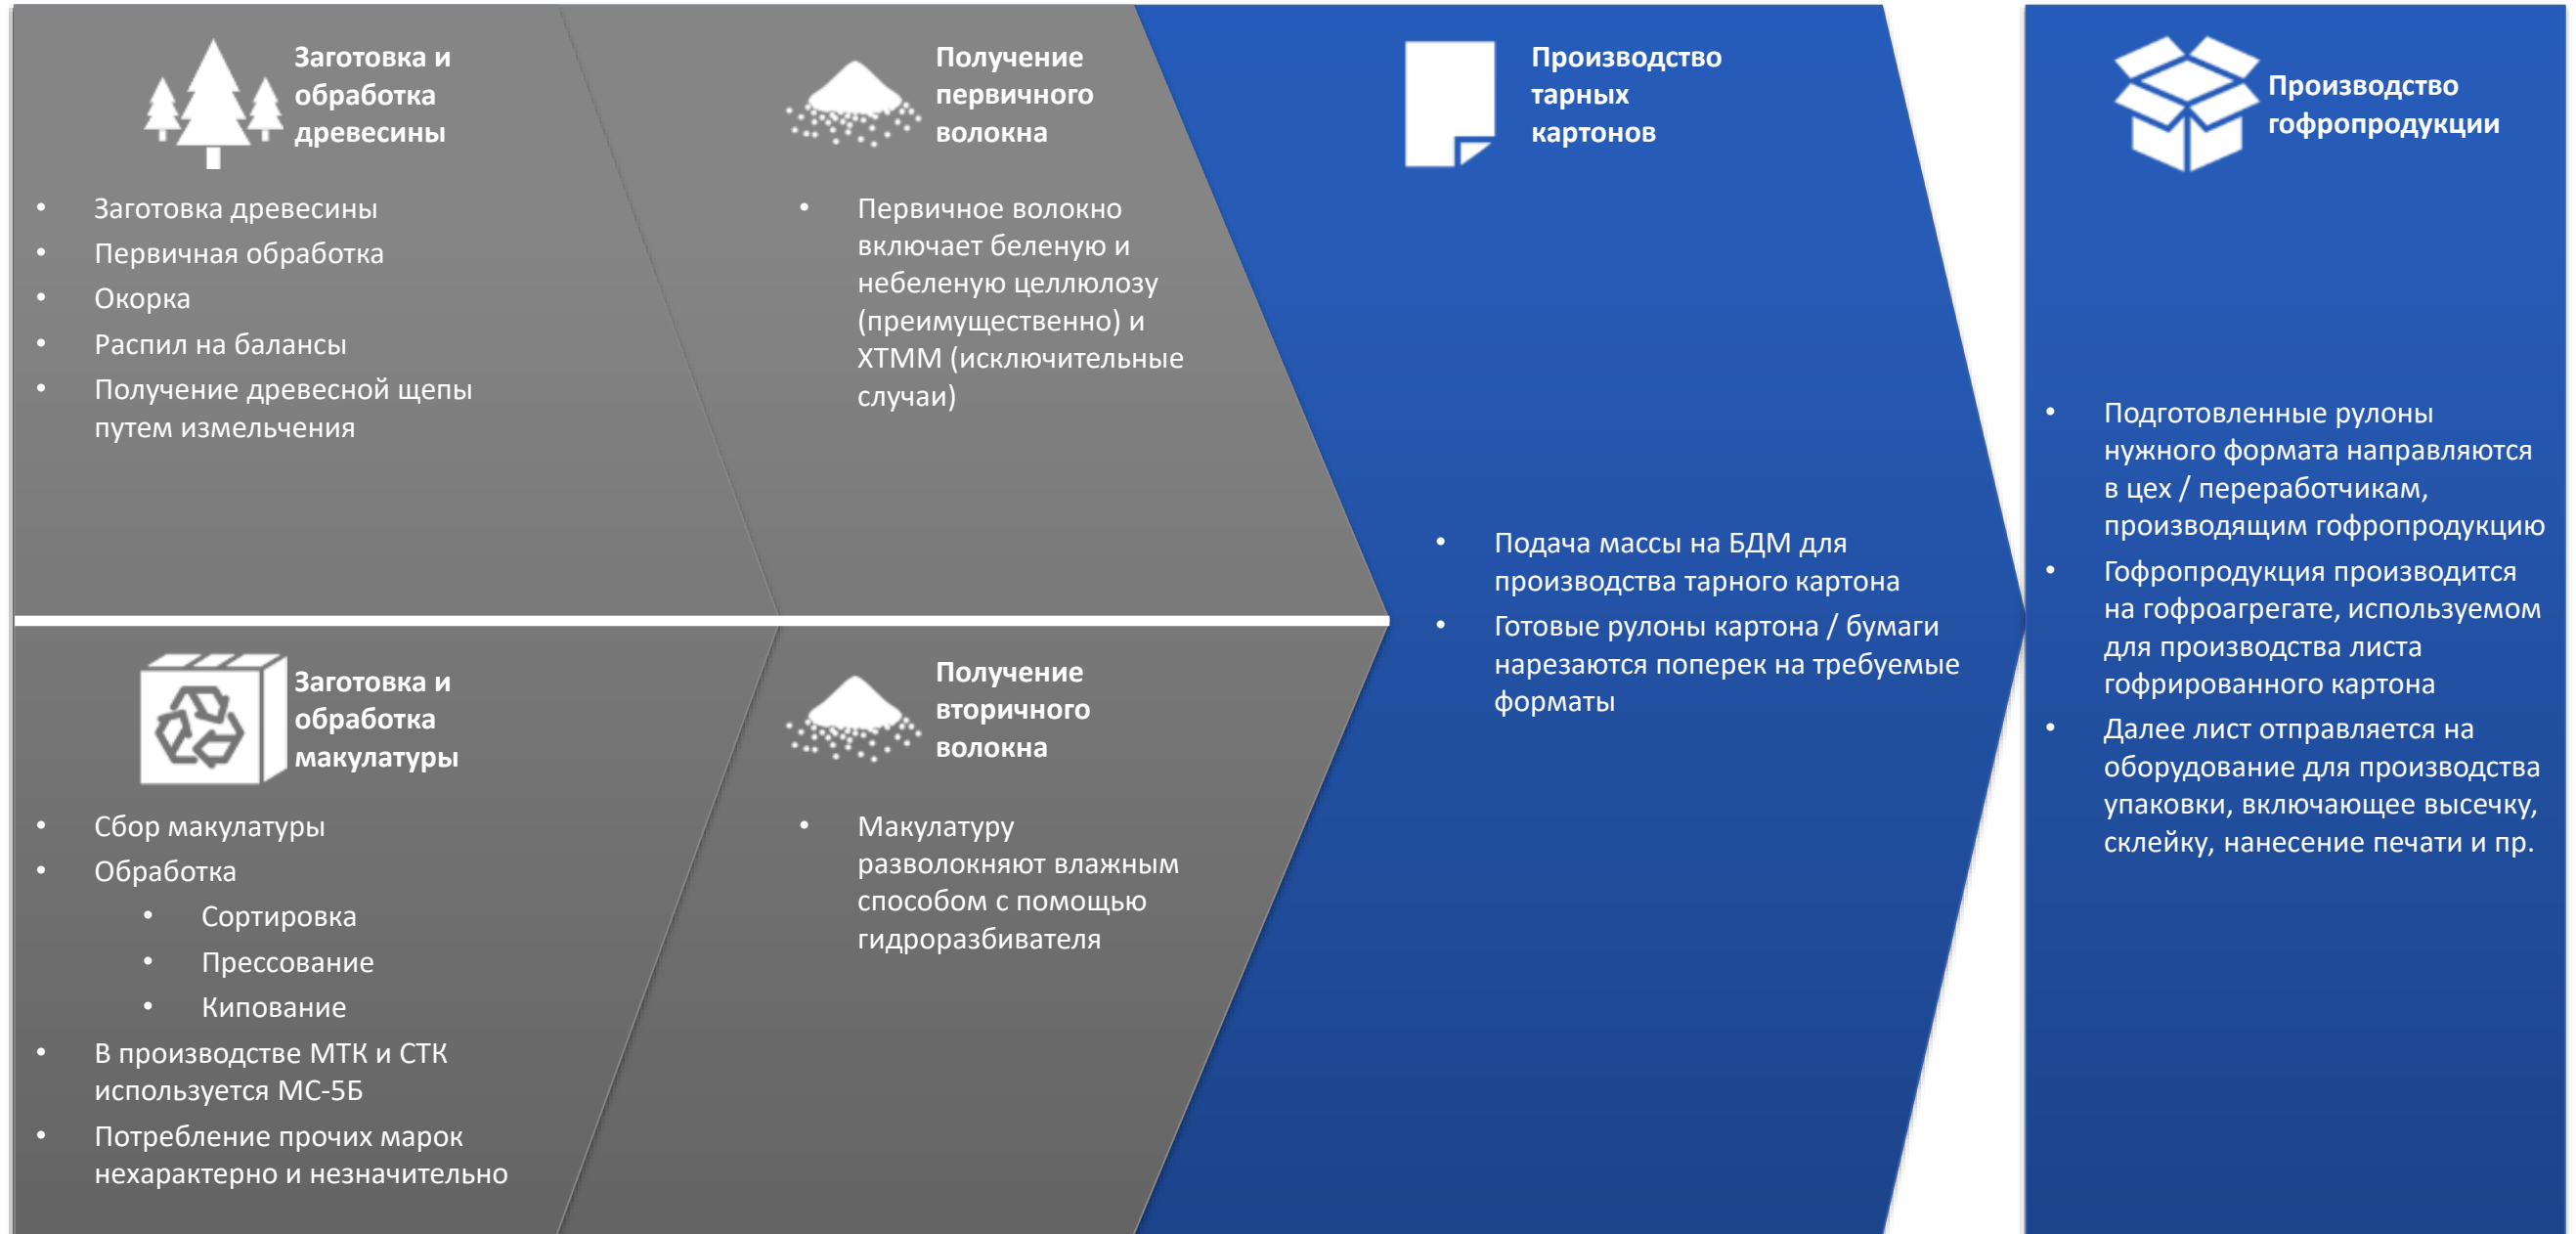 Заготовка и
обработка
древесины
• Заготовка древесины
• Первичная обработка
• Окорка
• Распил на балансы
• Получение древесной щепы
путем измельчения
Получение
первичного
волокна
• Первичное волокно
включает беленую и
небеленую целлюлозу
(преимущественно) и
ХТММ (исключительные
случаи)
Заготовка и
обработка
макулатуры
• Сбор макулатуры
• Обработка
• Сортировка
• Прессование
• Кипование
• В производстве МТК и СТК
используется МС-5Б
• Потребление прочих марок
нехарактерно и незначительно
Получение
вторичного
волокна
• Макулатуру
разволокняют влажным
способом с помощью
гидроразбивателя
Производство
тарных
картонов
• Подача массы на БДМ для
производства тарного картона
• Готовые рулоны картона / бумаги
нарезаются поперек на требуемые
форматы
Производство
гофропродукции
• Подготовленные рулоны
нужного формата направляются
в цех / переработчикам,
производящим гофропродукцию
• Гофропродукция производится
на гофроагрегате, используемом
для производства листа
гофрированного картона
• Далее лист отправляется на
оборудование для производства
упаковки, включающее высечку,
склейку, нанесение печати и пр.